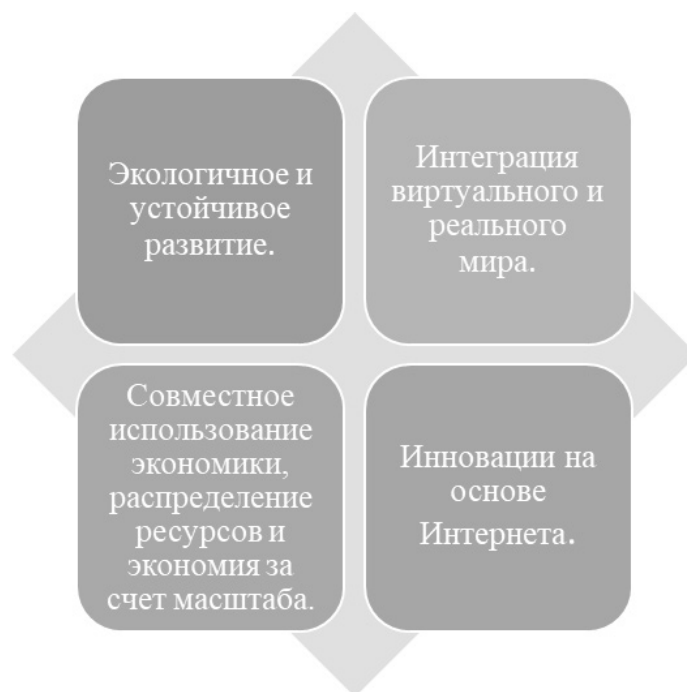 Экологичное и
устойчивое
развитие.
Интеграция
виртуального и
реального
мира.
Совместное
использование
экономики,
распределение
ресурсов и
экономия за
счет масштаба.
Инновации на
основе
Интернета.